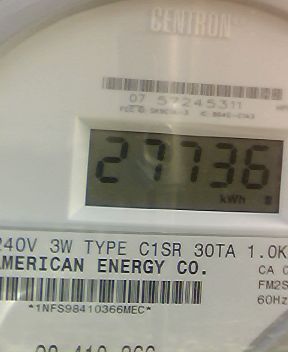 CENTRON
07 57245311
27736
kWh
240V 3W TYPE C1SR 30TA 1.0K
AMERICAN ENERGY CO.
CA
FM2S
60Hz
*1NFS98410366MEC*